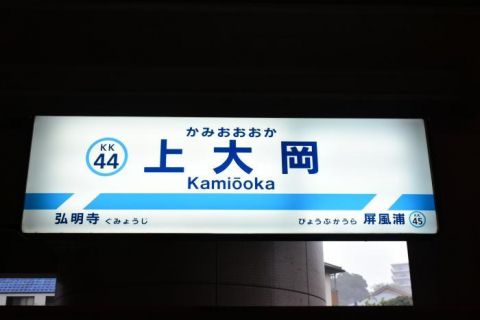 かみおおおか
KK
44
上大岡
Kamiōoka
弘明寺 ぐみょうじ
びょうぶがうら 屏風浦
KK
45